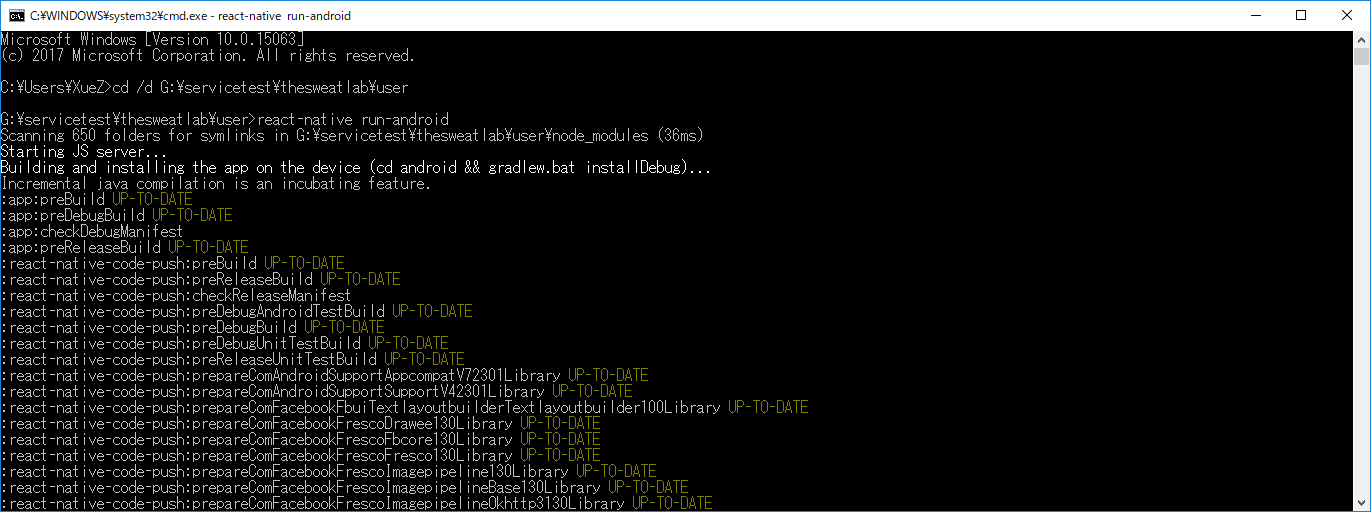 C:¥WINDOWS¥system32¥cmd.exe - react-native  run-android
Microsoft Windows [Version 10.0.15063]
(c) 2017 Microsoft Corporation. All rights reserved.
C:¥Users¥XueZ>cd /d G:¥servicetest¥thesweatlab¥user
G:¥servicetest¥thesweatlab¥user>react-native run-android
Scanning 650 folders for symlinks in G:¥servicetest¥thesweatlab¥user¥node_modules (36ms)
Starting JS server...
Building and installing the app on the device (cd android && gradlew.bat installDebug)...
Incremental java compilation is an incubating feature.
:app:preBuild UP-TO-DATE
:app:preDebugBuild UP-TO-DATE
:app:checkDebugManifest
:app:preReleaseBuild UP-TO-DATE
:react-native-code-push:preBuild UP-TO-DATE
:react-native-code-push:preReleaseBuild UP-TO-DATE
:react-native-code-push:checkReleaseManifest
:react-native-code-push:preDebugAndroidTestBuild UP-TO-DATE
:react-native-code-push:preDebugBuild UP-TO-DATE
:react-native-code-push:preDebugUnitTestBuild UP-TO-DATE
:react-native-code-push:preReleaseUnitTestBuild UP-TO-DATE
:react-native-code-push:prepareComAndroidSupportAppcompatV72301Library UP-TO-DATE
:react-native-code-push:prepareComAndroidSupportSupportV42301Library UP-TO-DATE
:react-native-code-push:prepareComFacebookFbuiTextlayoutbuilderTextlayoutbuilder100Library UP-TO-DATE
:react-native-code-push:prepareComFacebookFrescoDrawee130Library UP-TO-DATE
:react-native-code-push:prepareComFacebookFrescoFbcore130Library UP-TO-DATE
:react-native-code-push:prepareComFacebookFrescoFresco130Library UP-TO-DATE
:react-native-code-push:prepareComFacebookFrescoImagepipeline130Library UP-TO-DATE
:react-native-code-push:prepareComFacebookFrescoImagepipelineBase130Library UP-TO-DATE
:react-native-code-push:prepareComFacebookFrescoImagepipelineOkhttp3130Library UP-TO-DATE